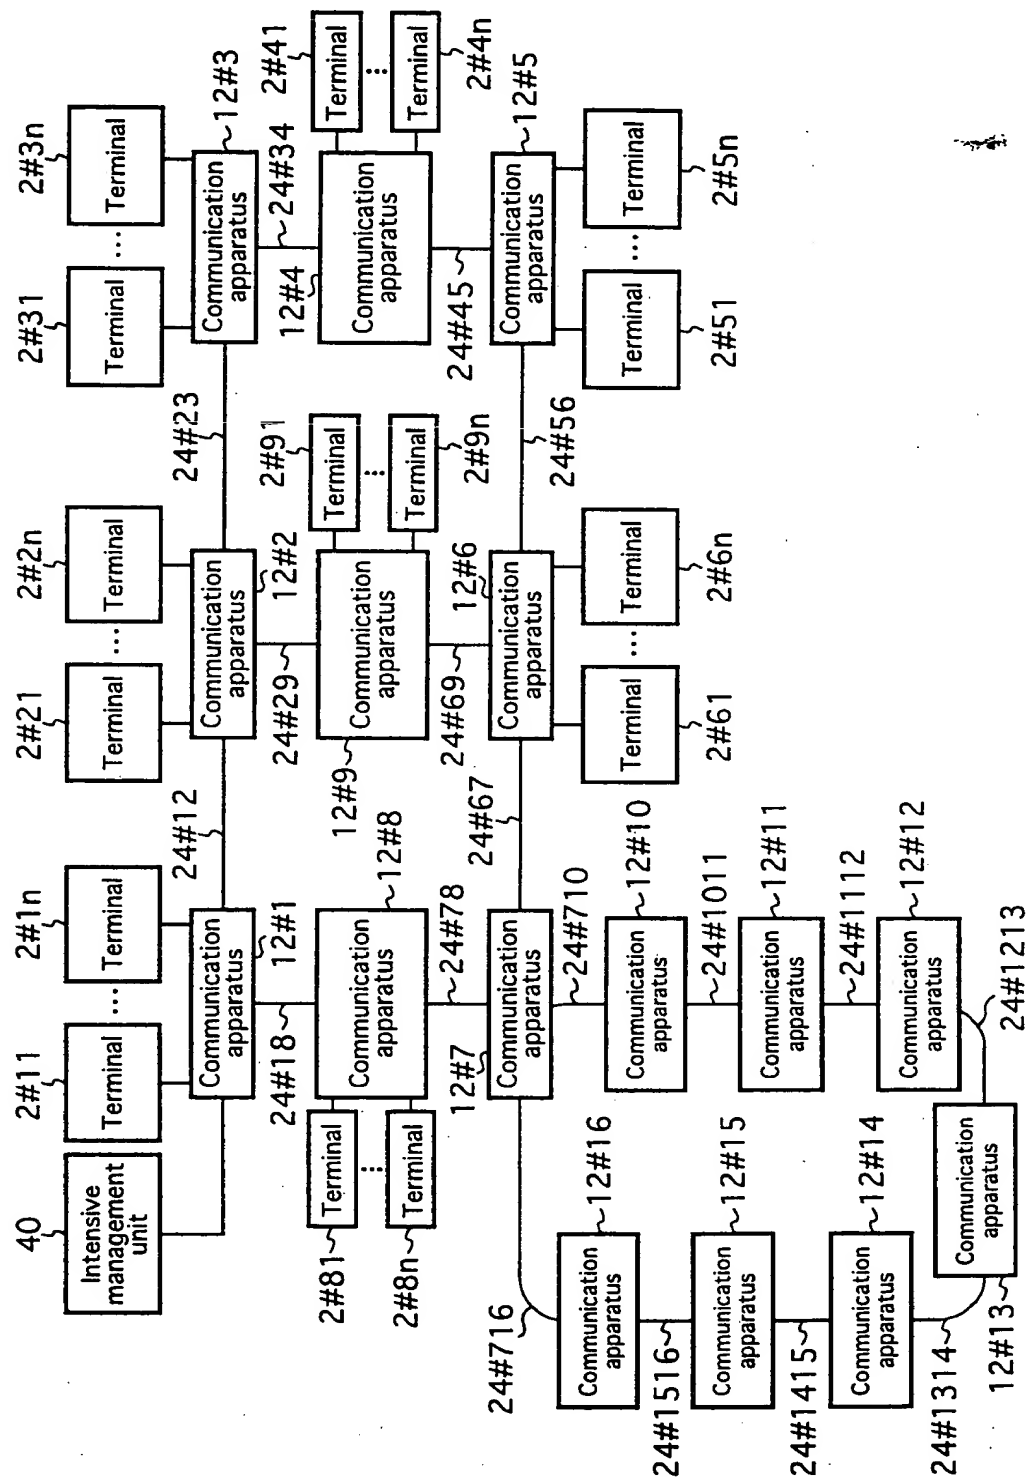 40
Intensive
management
unit
2#11
Terminal
...
2#1n
Terminal
2#21
Terminal
...
2#2n
Terminal
2#31
Terminal
...
2#3n
Terminal
Communication
apparatus
12#1
24#12
Communication
apparatus
12#2
24#23
Communication
apparatus
12#3
24#18
24#29
24#34
2#81
Terminal
...
2#8n
Terminal
Communication
apparatus
12#8
12#9
Communication
apparatus
2#91
Terminal
...
2#9n
Terminal
12#4
Communication
apparatus
2#41
Terminal
...
2#4n
Terminal
24#78
24#69
24#45
12#7
Communication
apparatus
24#67
12#6
Communication
apparatus
24#56
Communication
apparatus
12#5
24#716
24#710
2#61
Terminal
...
2#6n
Terminal
2#51
Terminal
...
2#5n
Terminal
Communication
apparatus
12#16
Communication
apparatus
12#10
24#1516
24#1011
Communication
apparatus
12#15
Communication
apparatus
12#11
24#1415
24#1112
Communication
apparatus
12#14
Communication
apparatus
12#12
24#1314
12#13
Communication
apparatus
24#1213